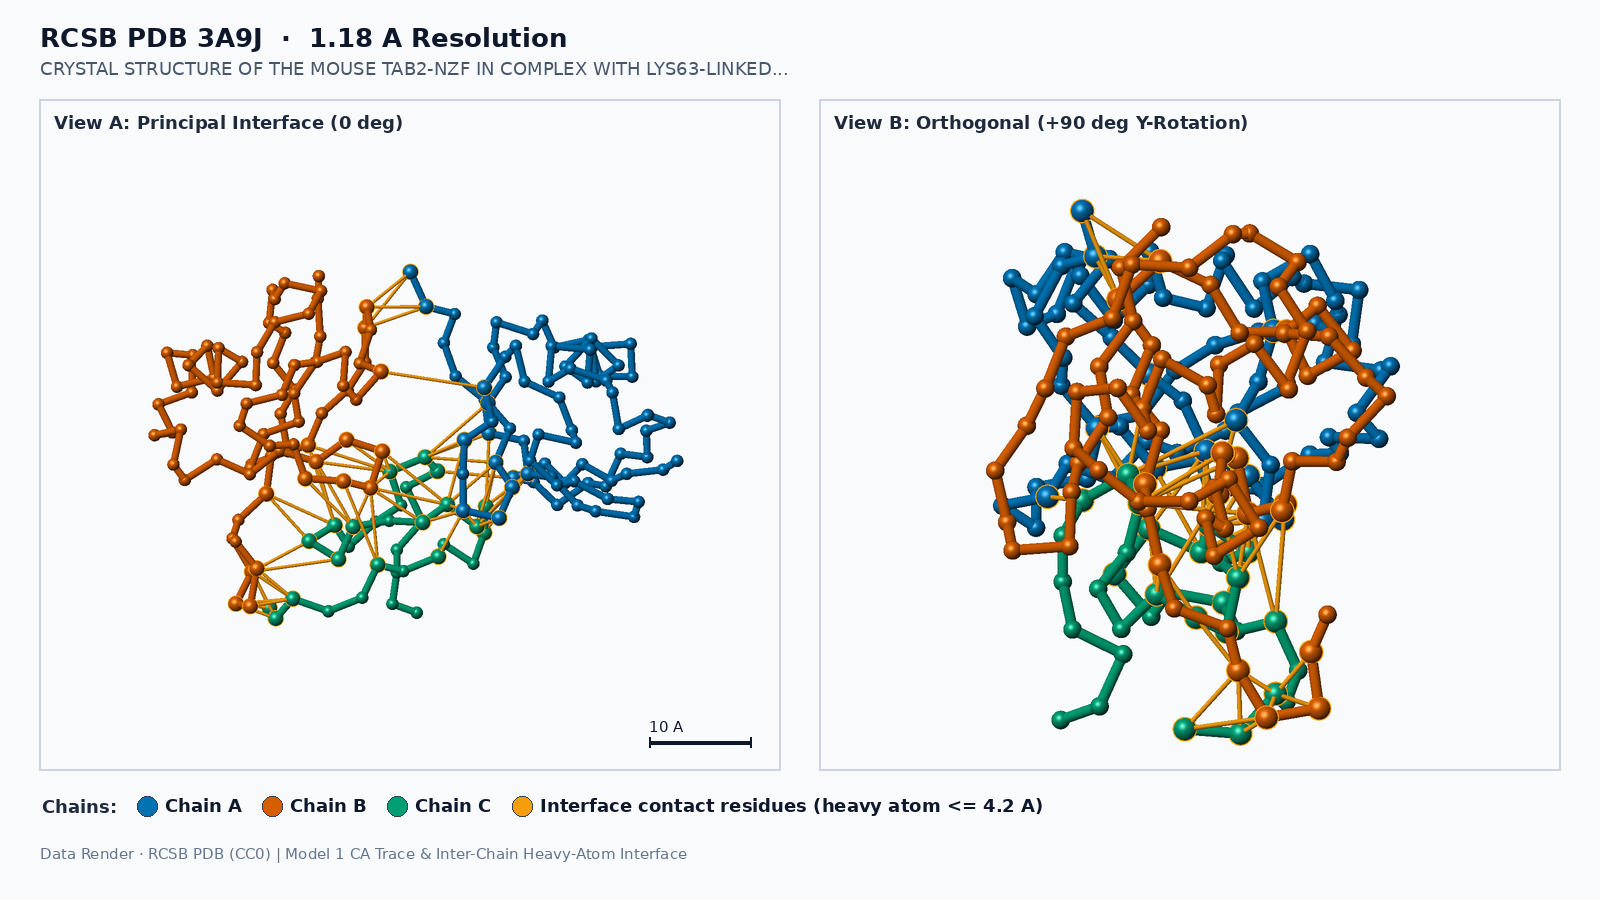 RCSB PDB 3A9J  ·  1.18 A Resolution
CRYSTAL STRUCTURE OF THE MOUSE TAB2-NZF IN COMPLEX WITH LYS63-LINKED...
View A: Principal Interface (0 deg)
View B: Orthogonal (+90 deg Y-Rotation)
10 A
Chains: Chain A Chain B Chain C Interface contact residues (heavy atom <= 4.2 A)
Data Render · RCSB PDB (CC0) | Model 1 CA Trace & Inter-Chain Heavy-Atom Interface